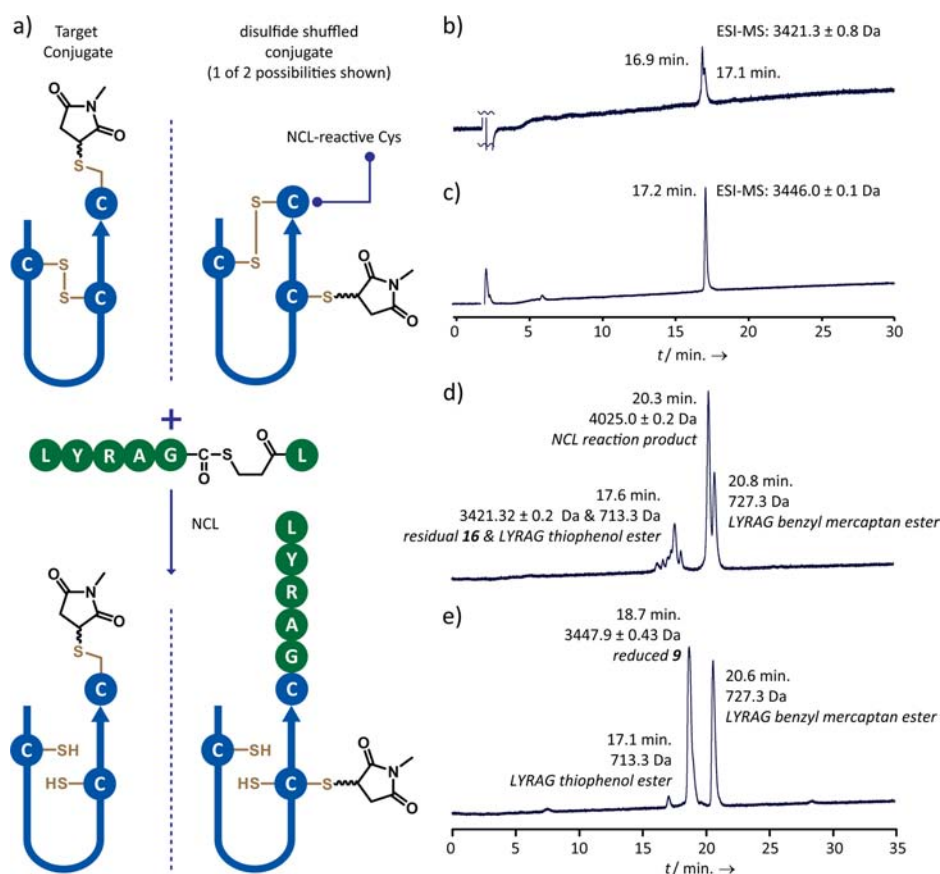 a)
Target
Conjugate
disulfide shuffled
conjugate
(1 of 2 possibilities shown)
O
N
O
S
C
NCL-reactive Cys
S
C
C
S
S
C
C
S
C
S
O
N
O
+
L Y R A G C S O L
O
NCL
L
Y
R
A
G
C
O
N
O
S
C
C
SH
HS
C
C
SH
HS
C
S
O
N
O
b)
ESI-MS: 3421.3 ± 0.8 Da
16.9 min.
17.1 min.
c)
17.2 min.
ESI-MS: 3446.0 ± 0.1 Da
0 5 10 15 20 25 30
t / min. →
d)
20.3 min.
4025.0 ± 0.2 Da
NCL reaction product
17.6 min.
3421.32 ± 0.2 Da & 713.3 Da
residual 16 & LYRAG thiophenol ester
20.8 min.
727.3 Da
LYRAG benzyl mercaptan ester
e)
18.7 min.
3447.9 ± 0.43 Da
reduced 9
20.6 min.
727.3 Da
LYRAG benzyl mercaptan ester
17.1 min.
713.3 Da
LYRAG thiophenol ester
0 5 10 15 20 25 30 35
t / min. →